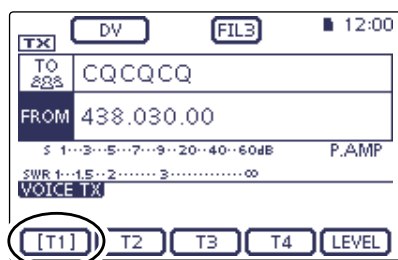 DV FIL3 12:00
TX
TO CQCQCQ
FROM 438.030.00
S 1··3··5··7··9··20··40··60dB P.AMP
SWR 1··1.5··2······3············∞
VOICE TX
[T1] T2 T3 T4 LEVEL